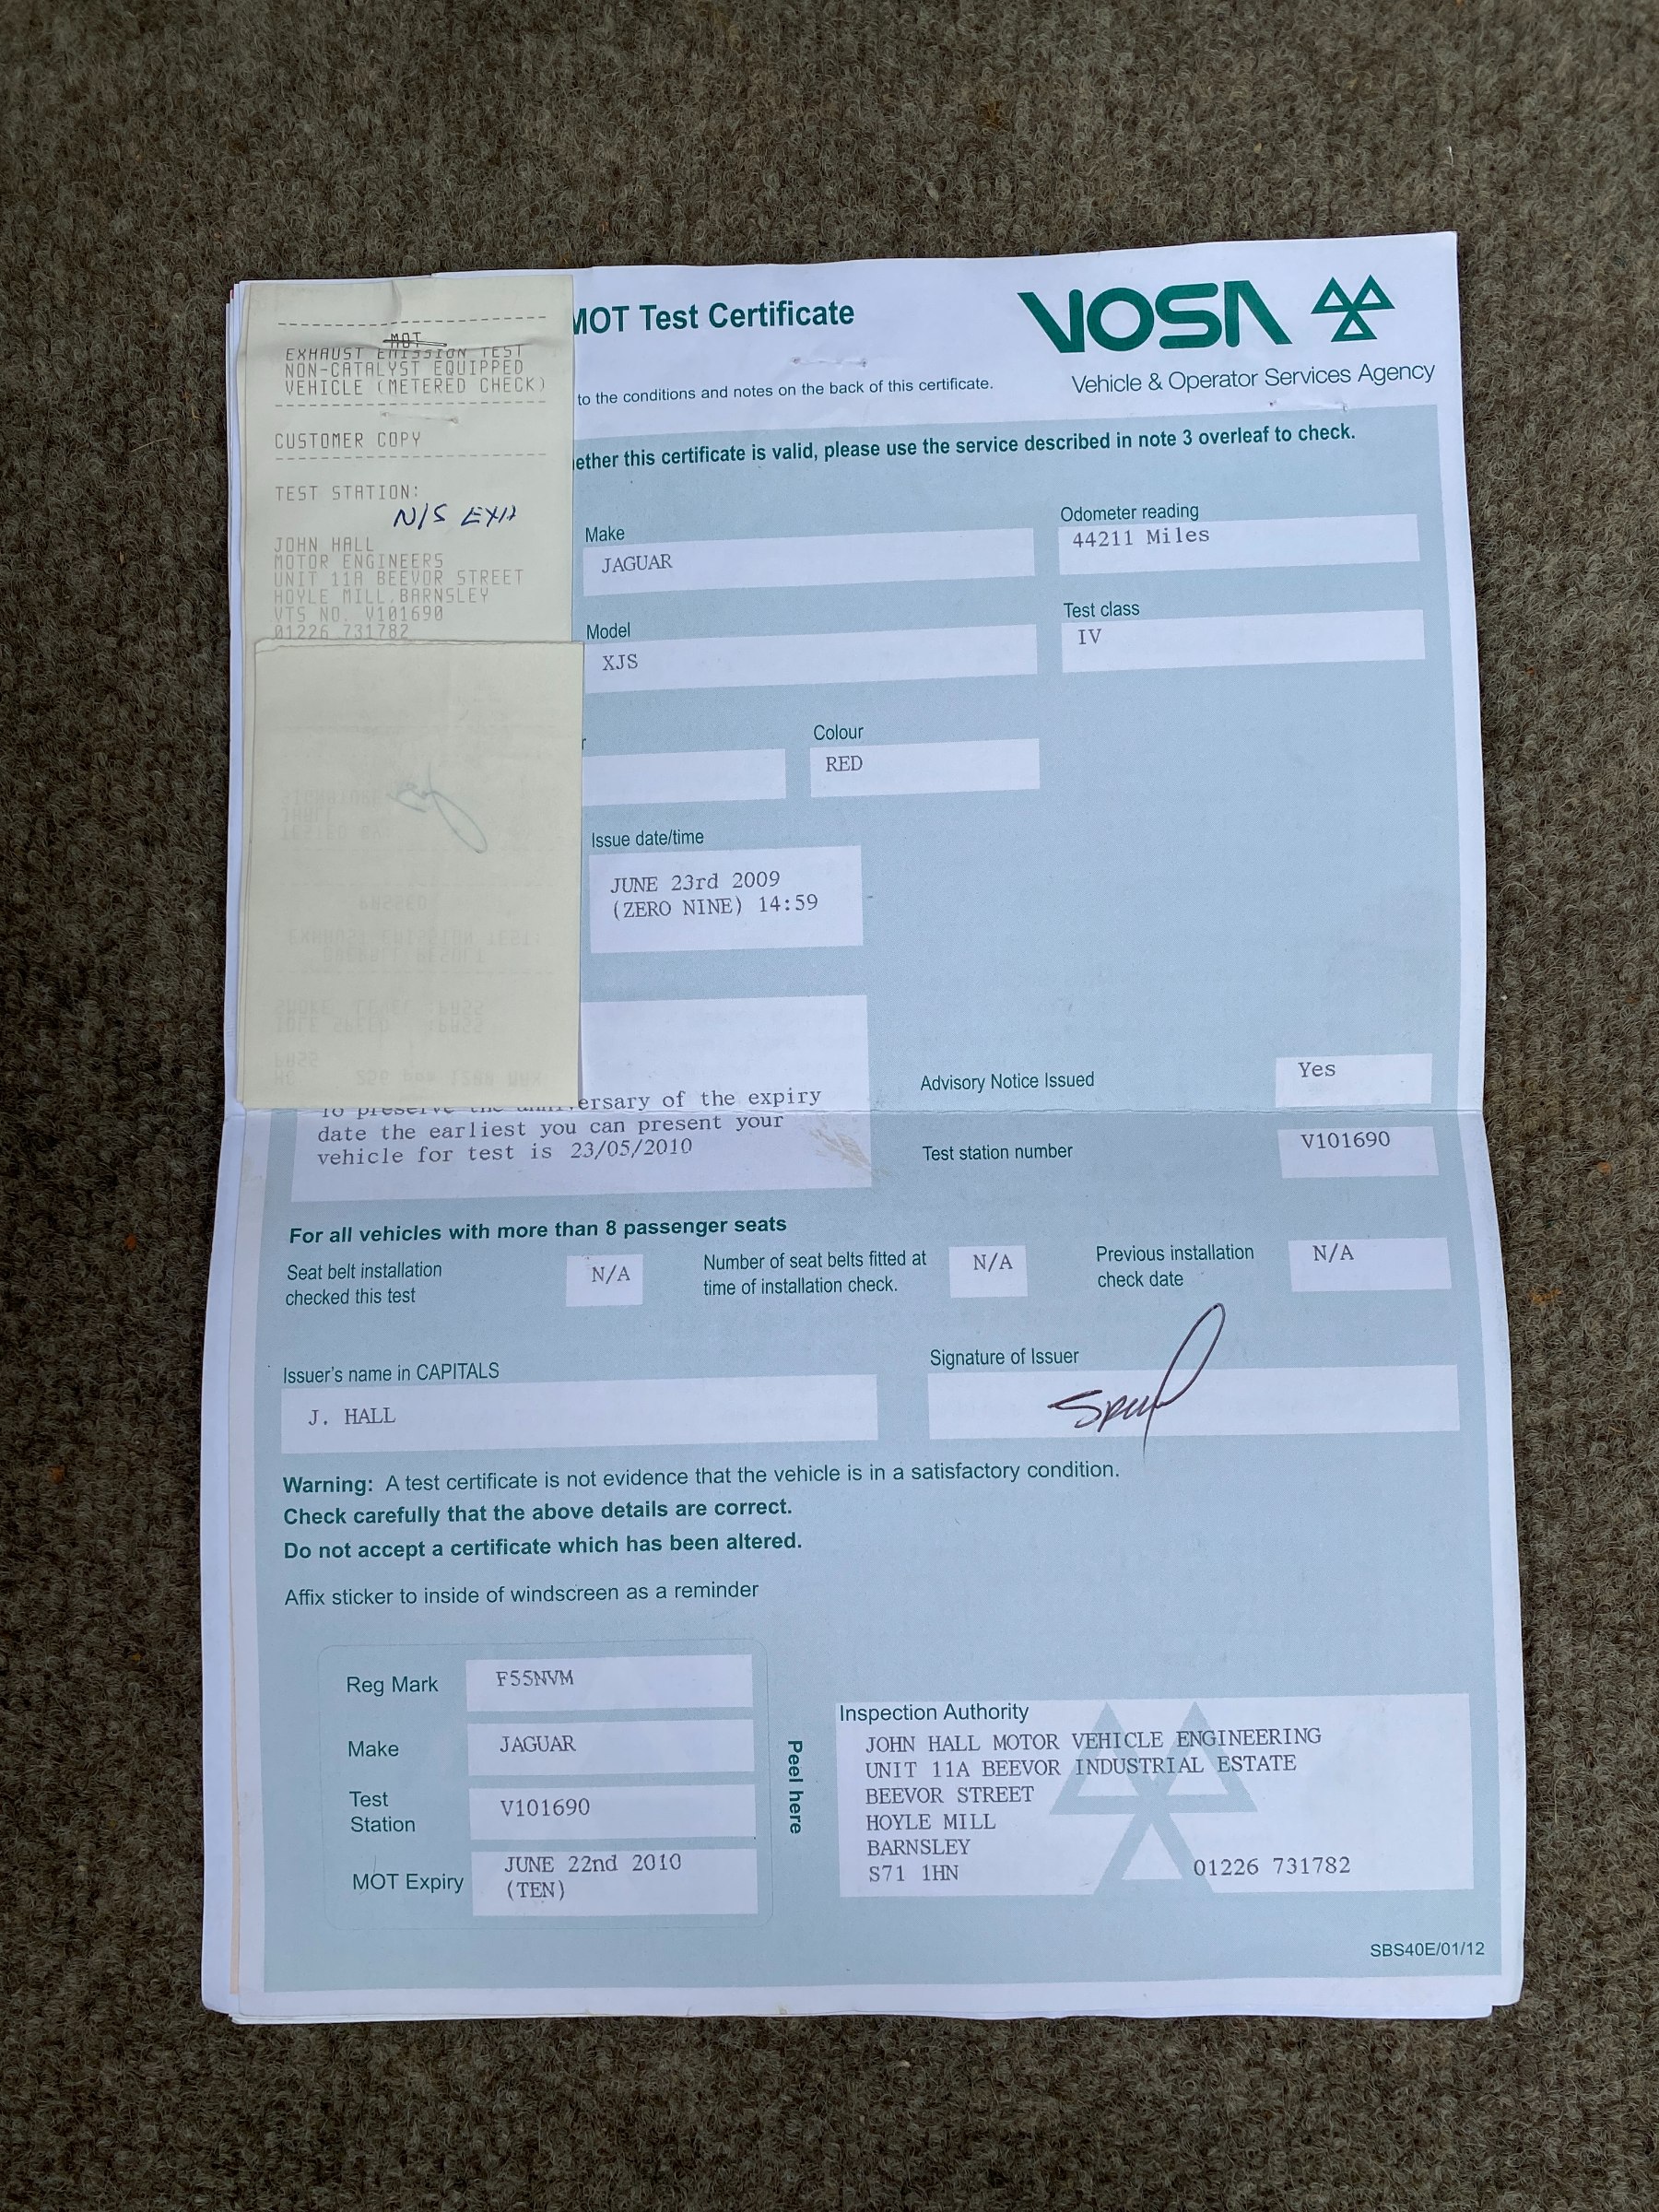 MOT
EXHAUST EMISSION TEST
NON-CATALYST EQUIPPED
VEHICLE (METERED CHECK)
CUSTOMER COPY
TEST STATION:
N/S EXH
JOHN HALL
MOTOR ENGINEERS
UNIT 11A BEEVOR STREET
HOYLE MILL, BARNSLEY
VTS NO. V101690
01226 731782
MOT Test Certificate
VOSA
Vehicle & Operator Services Agency
to the conditions and notes on the back of this certificate.
this certificate is valid, please use the service described in note 3 overleaf to check.
Make
JAGUAR
Odometer reading
44211 Miles
Model
XJS
Test class
IV
Colour
RED
Issue date/time
JUNE 23rd 2009
(ZERO NINE) 14:59
Advisory Notice Issued
Yes
To preserve the anniversary of the expiry
date the earliest you can present your
vehicle for test is 23/05/2010
Test station number
V101690
For all vehicles with more than 8 passenger seats
Seat belt installation
checked this test
N/A
Number of seat belts fitted at
time of installation check.
N/A
Previous installation
check date
N/A
Issuer's name in CAPITALS
J. HALL
Signature of Issuer
Warning: A test certificate is not evidence that the vehicle is in a satisfactory condition.
Check carefully that the above details are correct.
Do not accept a certificate which has been altered.
Affix sticker to inside of windscreen as a reminder
Reg Mark
F55NVM
Make
JAGUAR
Test
Station
V101690
MOT Expiry
JUNE 22nd 2010
(TEN)
Peel here
Inspection Authority
JOHN HALL MOTOR VEHICLE ENGINEERING
UNIT 11A BEEVOR INDUSTRIAL ESTATE
BEEVOR STREET
HOYLE MILL
BARNSLEY
S71 1HN
01226 731782
SBS40E/01/12